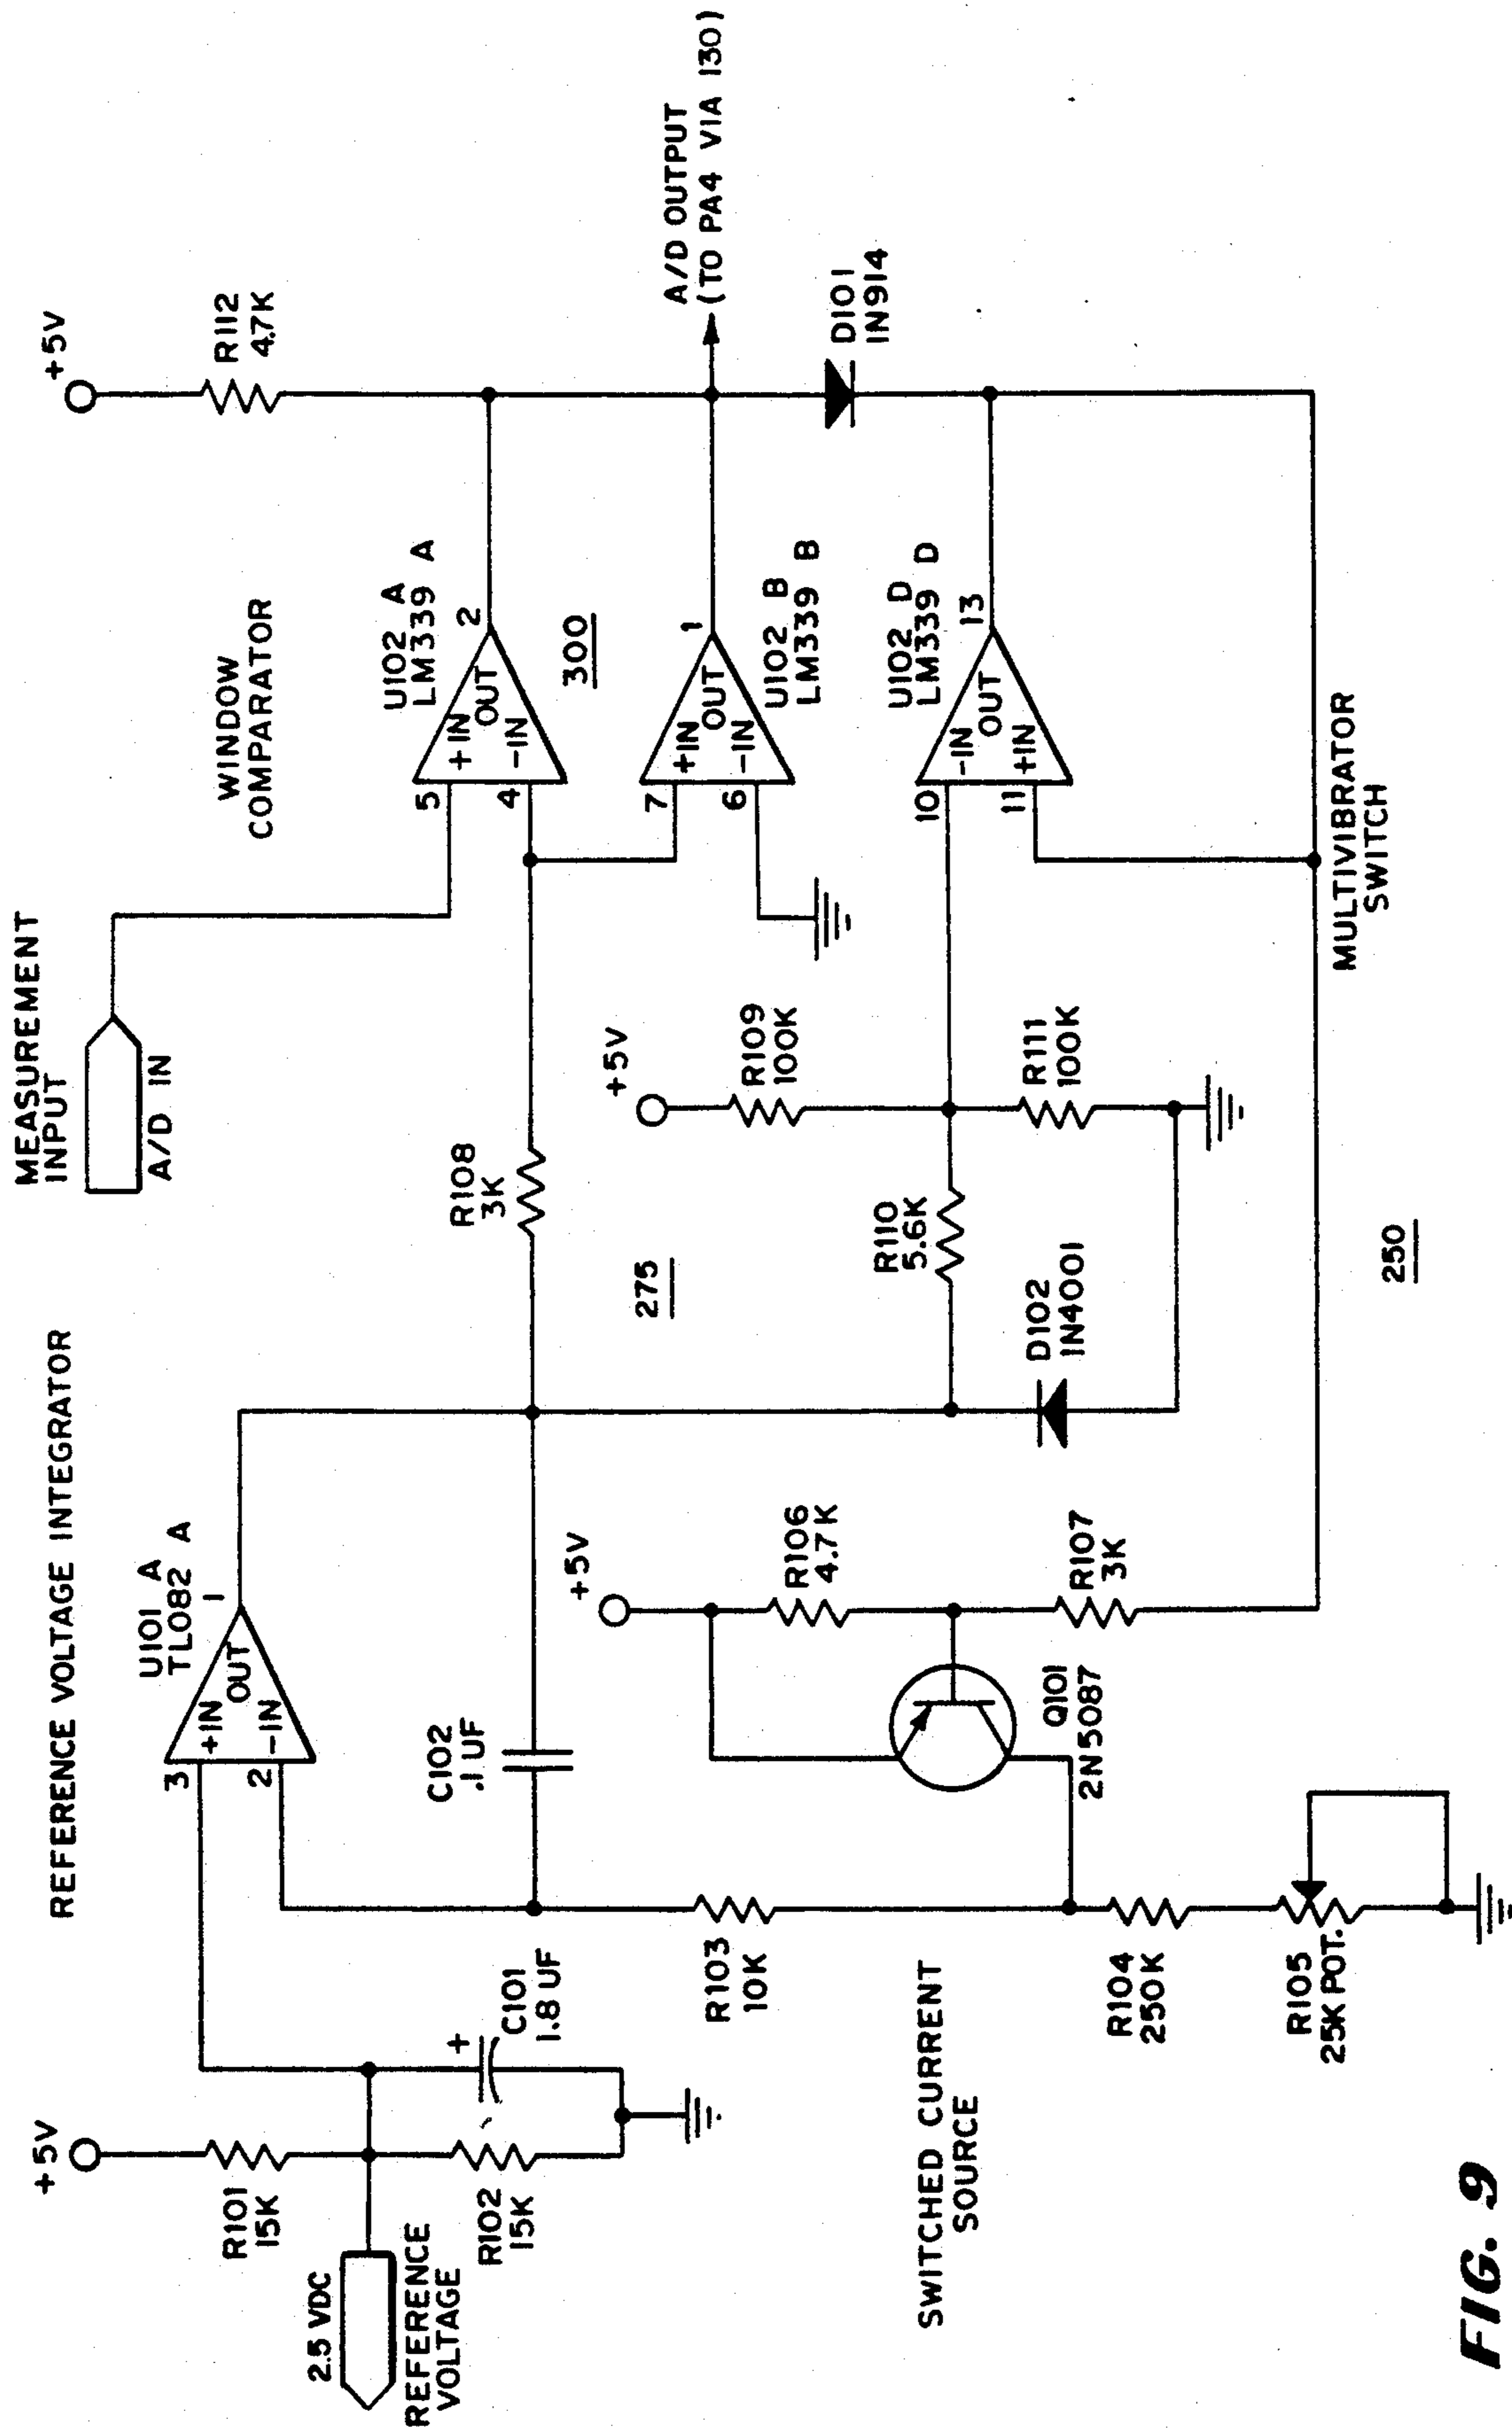 REFERENCE VOLTAGE INTEGRATOR
MEASUREMENT
INPUT
A/D IN
WINDOW
COMPARATOR
+5V
R101
15K
2.5 VDC
REFERENCE
VOLTAGE
R102
15K
+
C101
1.8 UF
U101 A
TL082 A
3
+IN
OUT
1
2
-IN
C102
.1 UF
R103
10K
SWITCHED CURRENT
SOURCE
R104
250K
R105
25K POT.
+5V
R106
4.7K
R107
3K
Q101
2N5087
R108
3K
275
+5V
R109
100K
R110
5.6K
R111
100K
D102
1N4001
250
U102 A
LM339 A
5
+IN
OUT
2
4
-IN
300
7
+IN
OUT
1
6
-IN
U102 B
LM339 B
U102 D
LM339 D
10
-IN
OUT
13
11
+IN
MULTIVIBRATOR
SWITCH
+5V
R112
4.7K
A/D OUTPUT
(TO PA4 VIA 130)
D101
1N914
FIG. 9